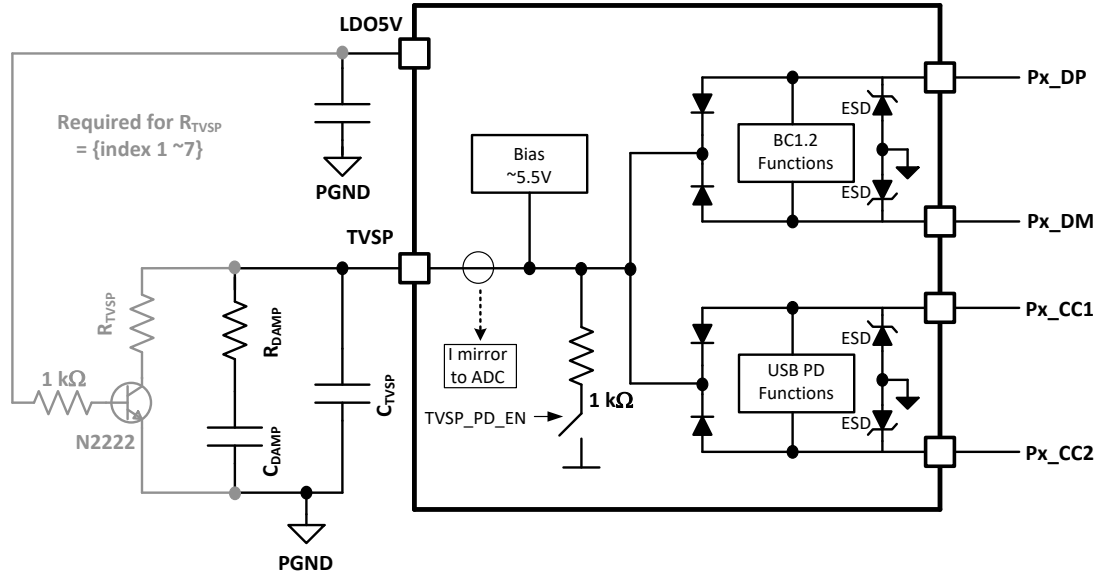 LDO5V
Px_DP
ESD
Required for RTVSP
= {index 1 ~7}
BC1.2
Functions
Bias
~5.5V
PGND
ESD
Px_DM
TVSP
RTVSP
RDAMP
Px_CC1
ESD
I mirror
to ADC
USB PD
Functions
1 kΩ
CTVSP
1 kΩ
TVSP_PD_EN
ESD
N2222
CDAMP
Px_CC2
PGND